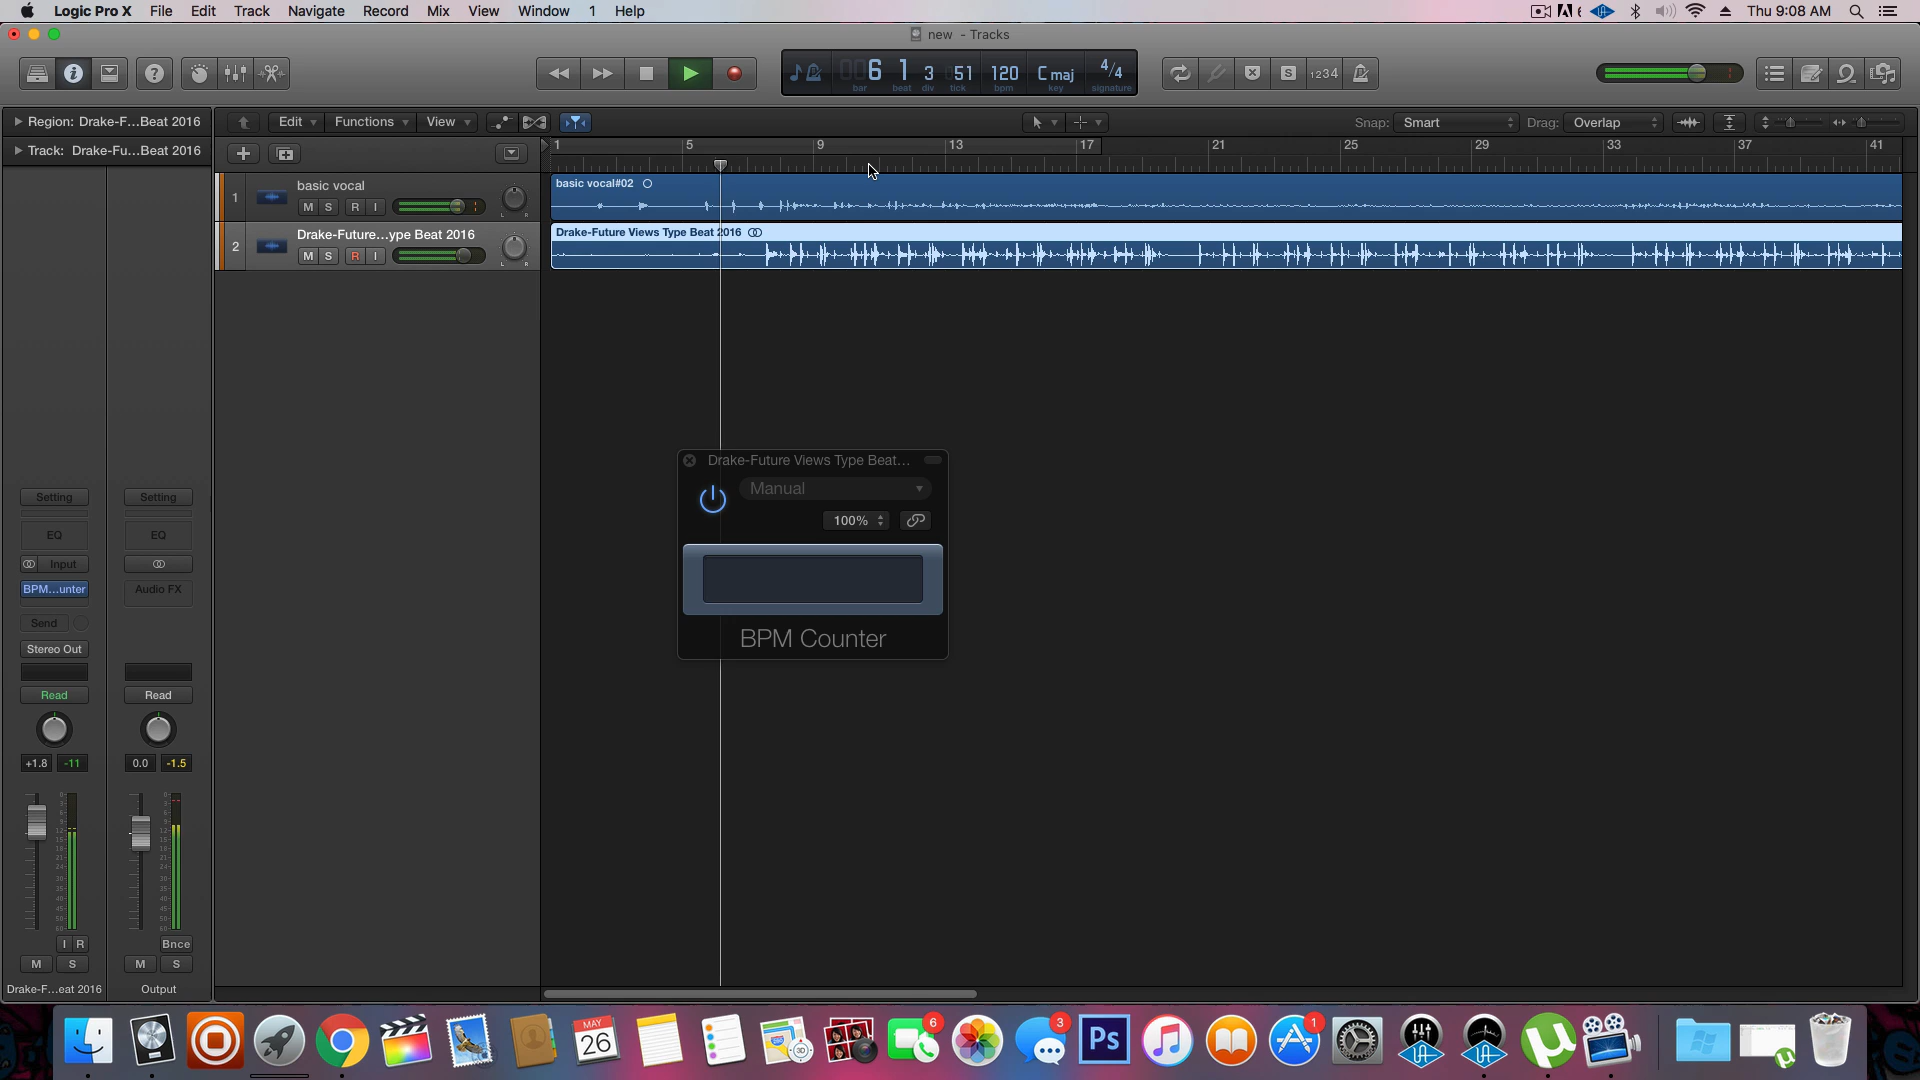 Logic Pro X File Edit Track Navigate Record Mix View Window 1 Help
6 Thu 9:08 AM
new - Tracks
6 1 3 51 120 C maj 4/4
bar beat div tick bpm key signature
S 1234
Region: Drake-F...Beat 2016
Edit Functions View
Snap: Smart Drag: Overlap
Track: Drake-Fu...Beat 2016
1 5 9 13 17 21 25 29 33 37 41
1 basic vocal
M S R I
L R
basic vocal#02
2 Drake-Future...ype Beat 2016
M S R I
L R
Drake-Future Views Type Beat 2016
Drake-Future Views Type Beat...
Manual
100%
BPM Counter
Setting Setting
EQ EQ
Input
BPM...unter Audio FX
Send
Stereo Out
Read Read
+1.8 -11 0.0 -1.5
I R Bnce
M S M S
Drake-F...eat 2016 Output
MAY
26
3D
6
3
Ps
1